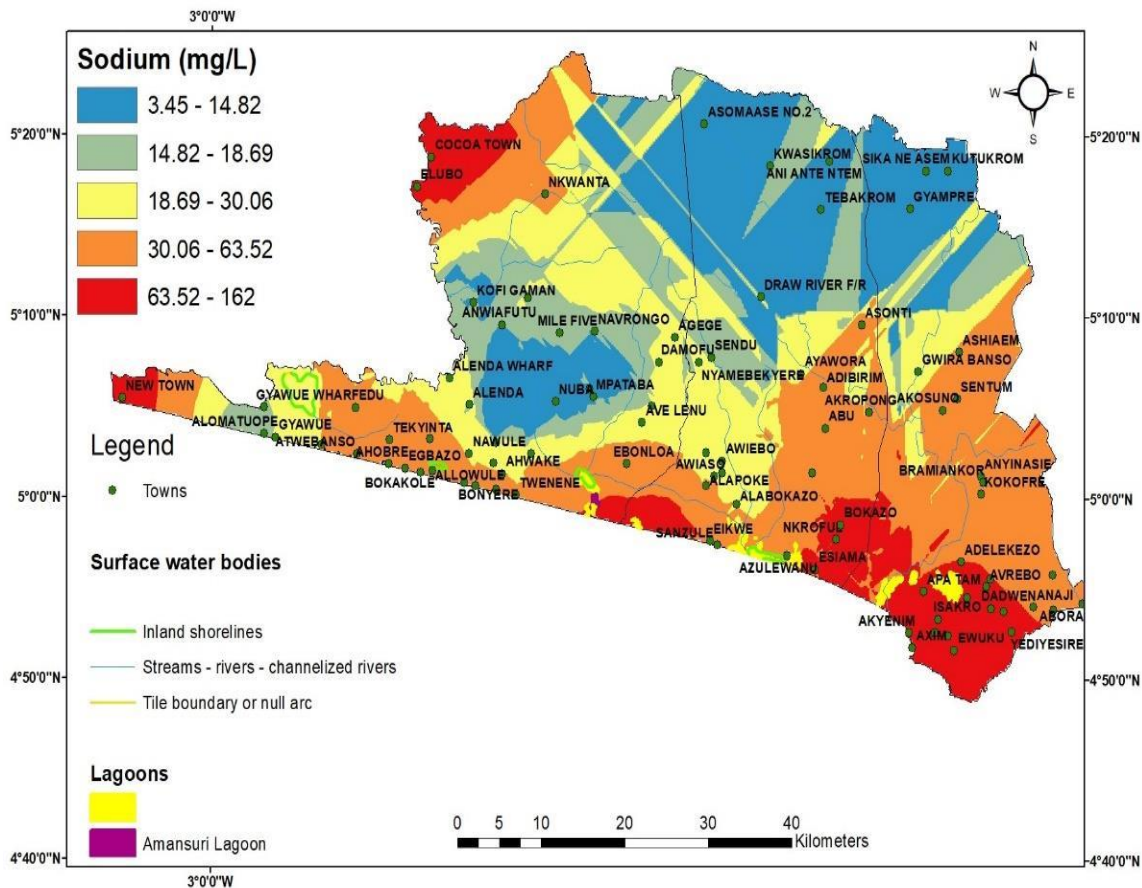 3°0'0"W
Sodium (mg/L)
3.45 - 14.82
14.82 - 18.69
18.69 - 30.06
30.06 - 63.52
63.52 - 162
N
W E
S
5°20'0"N
5°20'0"N
ASOMAASE NO.2
COCOA TOWN
ELUBO
NKWANTA
KWASIKROM
ANI ANTE NTEM
SIKA NE ASEM
KUTUKROM
TEBAKROM
GYAMPRE
KOFI GAMAN
DRAW RIVER F/R
5°10'0"N
5°10'0"N
ANWIAFUTU
MILE FIVE
NAVRONGO
AGEGE
ASONTI
DAMOFU
SENDU
ASHIAEM
ALENDA WHARF
NYAMEBEKYERE
AYAWORA
GWIRA BANSO
NEW TOWN
GYAWUE WHARFEDU
ALENDA
NUBA
MPATABA
ADIBIRIM
AKOSUNO
SENTUM
ALOMATUOPE
GYAWUE
AVE LENU
AKROPONG
ABU
ATWEBANSO
TEKYINTA
NAWULE
AWIEBO
Legend
AHOBRE
EGBAZO
AHWAKE
EBONLOA
AWIASO
BRAMIANKOR
ANYINASIE
Towns
BOKAKOLE
ALLOWULE
TWENENE
ALAPOKE
KOKOFRE
5°0'0"N
5°0'0"N
BONYERE
ALABOKAZO
BOKAZO
SANZULE
EIKWE
NKROFUL
Surface water bodies
AZULEWANU
ESIAMA
ADELEKEZO
APA TAM
AVREBO
ISAKRO
DADWEN
ANAJI
ABORA
Inland shorelines
AKYENIM
AXIM
EWUKU
YEDIYESIRE
Streams - rivers - channelized rivers
4°50'0"N
4°50'0"N
Tile boundary or null arc
Lagoons
Amansuri Lagoon
0 5 10 20 30 40
Kilometers
4°40'0"N
4°40'0"N
3°0'0"W